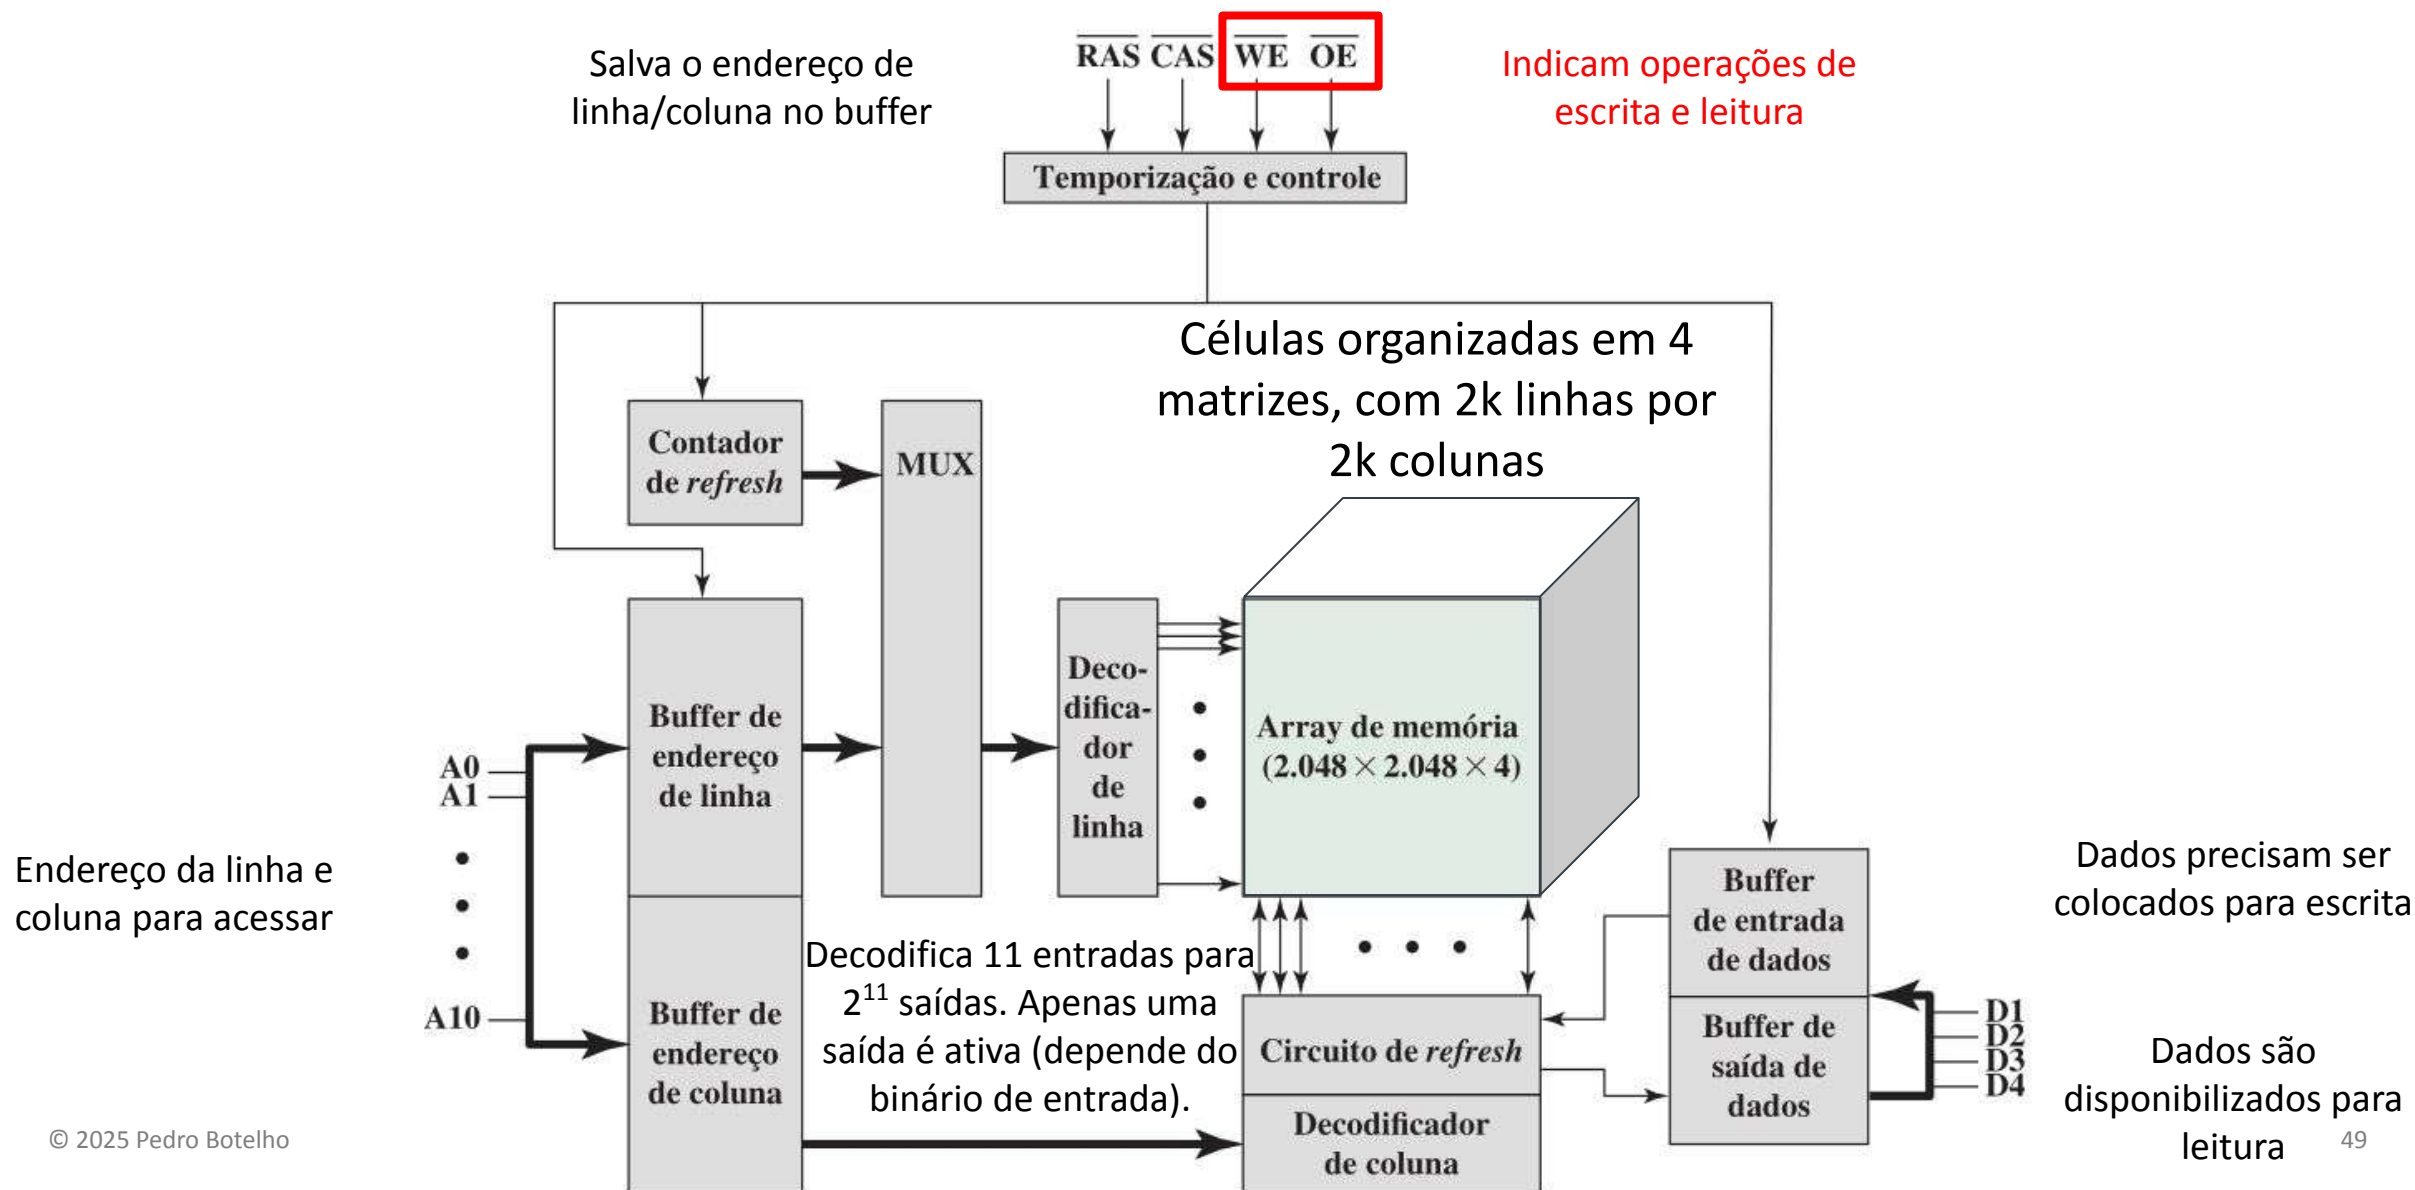 Salva o endereço de
linha/coluna no buffer
RAS CAS WE OE
Indicam operações de
escrita e leitura
Temporização e controle
Células organizadas em 4
matrizes, com 2k linhas por
2k colunas
Contador
de refresh
MUX
Buffer de
endereço
de linha
Deco-
difica-
dor
de
linha
Array de memória
(2.048 × 2.048 × 4)
A0
A1
A10
Endereço da linha e
coluna para acessar
Buffer de
endereço
de coluna
Decodifica 11 entradas para
2¹¹ saídas. Apenas uma
saída é ativa (depende do
binário de entrada).
Circuito de refresh
Decodificador
de coluna
Buffer
de entrada
de dados
Buffer de
saída de
dados
D1
D2
D3
D4
Dados precisam ser
colocados para escrita
Dados são
disponibilizados para
leitura
© 2025 Pedro Botelho
49